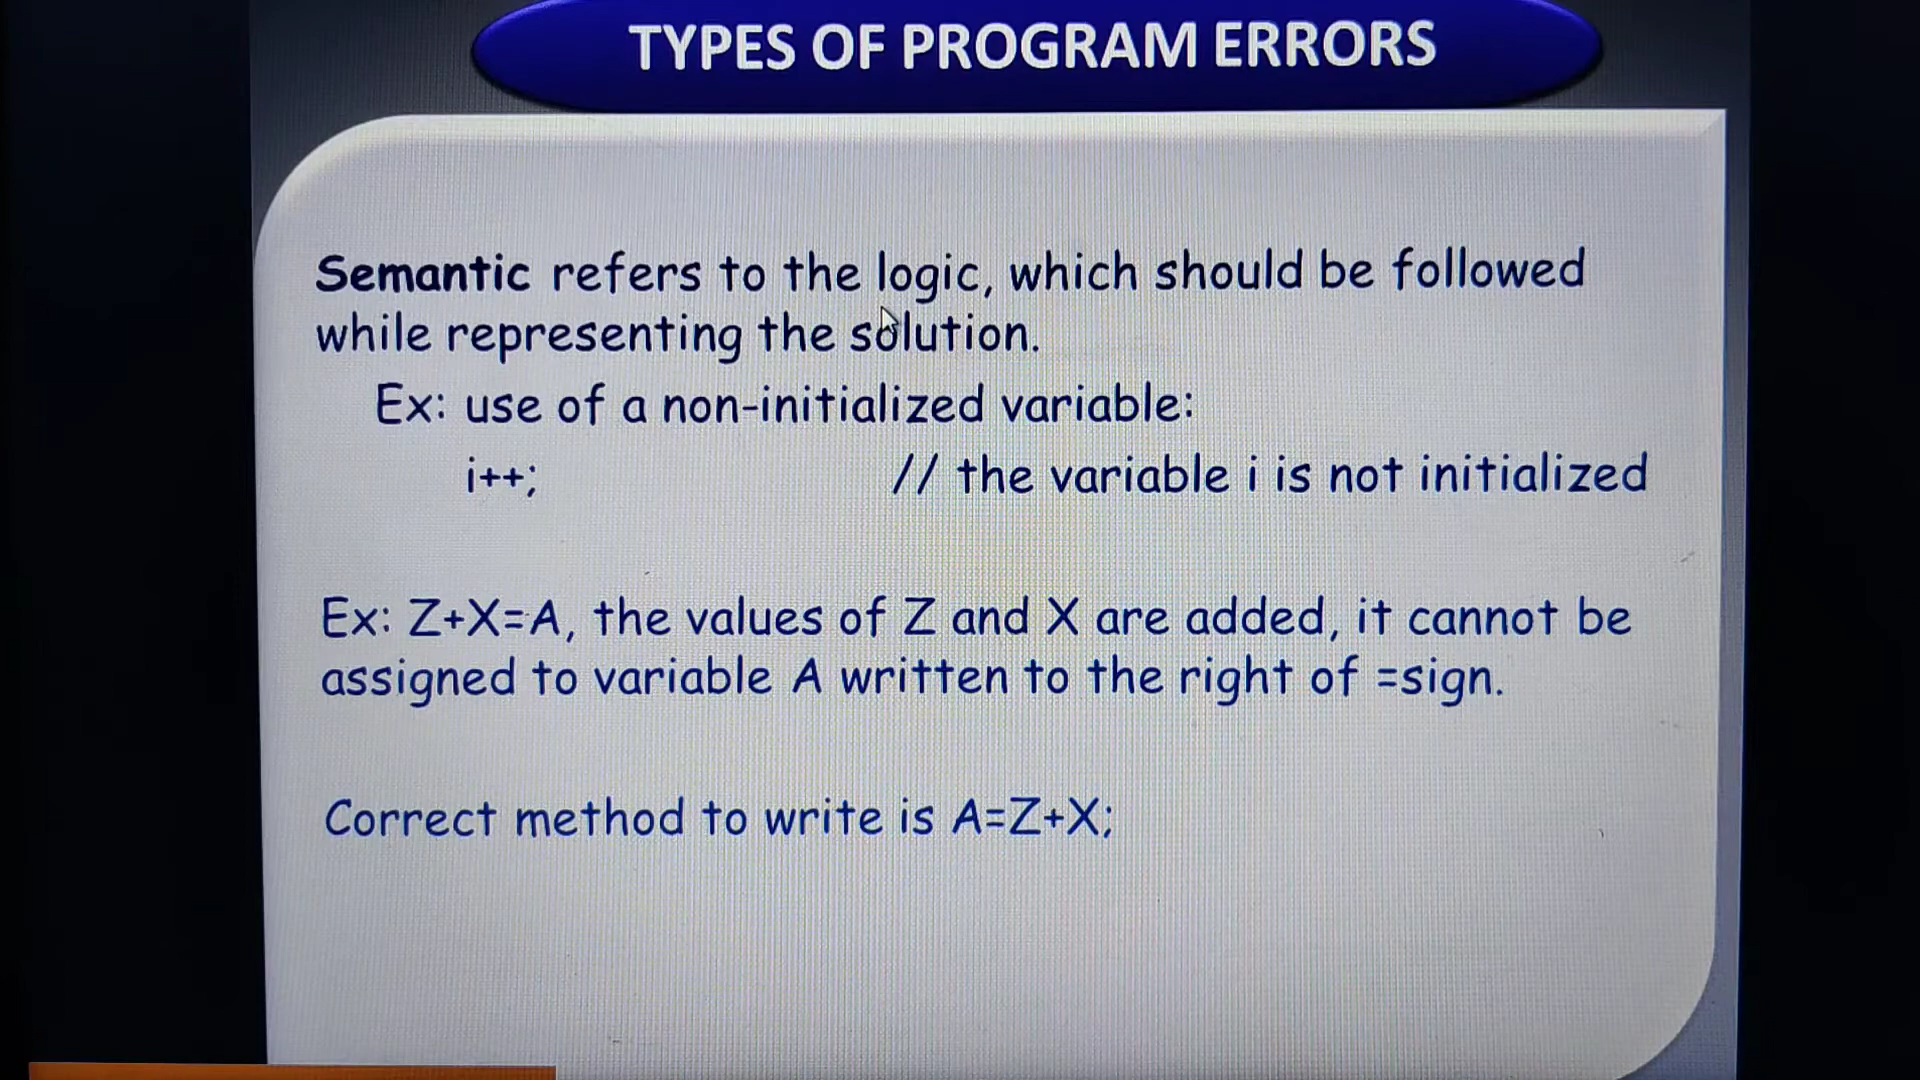 TYPES OF PROGRAM ERRORS
Semantic refers to the logic, which should be followed
while representing the solution.
Ex: use of a non-initialized variable:
i++; // the variable i is not initialized
Ex: Z+X=A, the values of Z and X are added, it cannot be
assigned to variable A written to the right of =sign.
Correct method to write is A=Z+X;